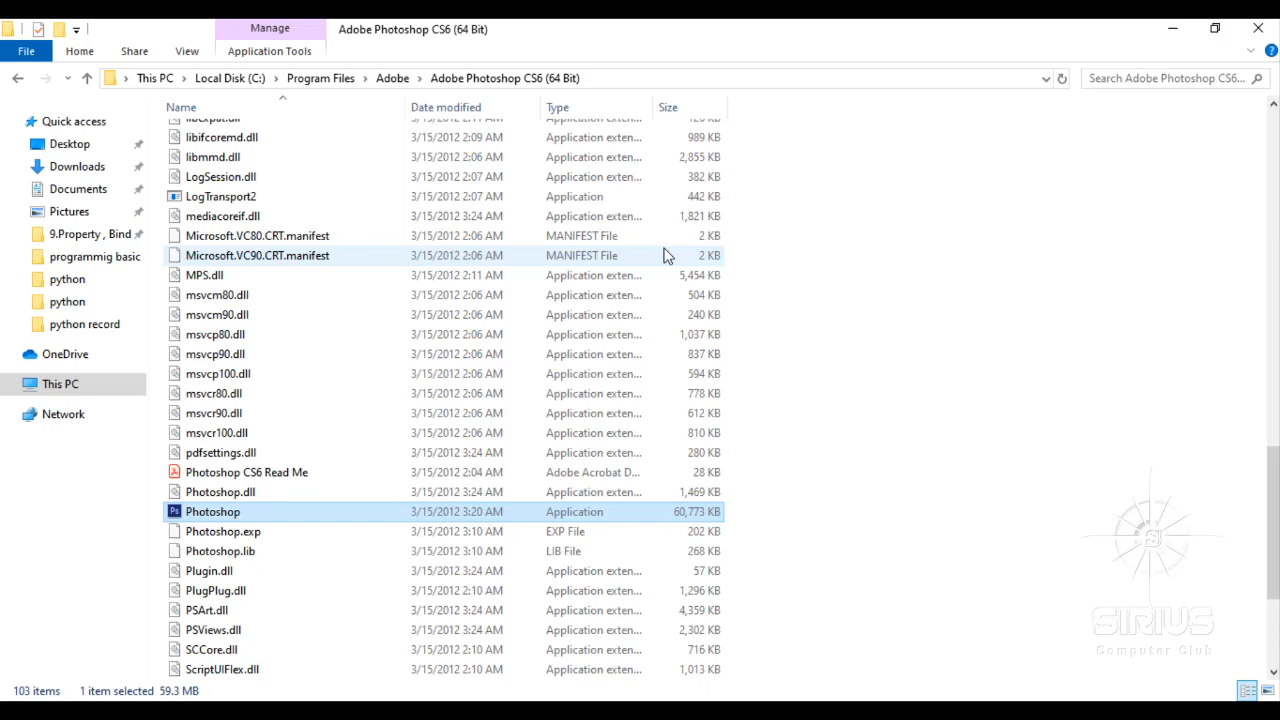 Manage
Adobe Photoshop CS6 (64 Bit)
File
Home
Share
View
Application Tools
This PC
Local Disk (C:)
Program Files
Adobe
Adobe Photoshop CS6 (64 Bit)
Search Adobe Photoshop CS6...
Quick access
Desktop
Downloads
Documents
Pictures
9.Property , Bind
programmig basic
python
python
python record
OneDrive
This PC
Network
Name Date modified Type Size
libifcoremd.dll 3/15/2012 2:09 AM Application exten... 989 KB
libmmd.dll 3/15/2012 2:06 AM Application exten... 2,855 KB
LogSession.dll 3/15/2012 2:07 AM Application exten... 382 KB
LogTransport2 3/15/2012 2:07 AM Application 442 KB
mediacoreif.dll 3/15/2012 3:24 AM Application exten... 1,821 KB
Microsoft.VC80.CRT.manifest 3/15/2012 2:06 AM MANIFEST File 2 KB
Microsoft.VC90.CRT.manifest 3/15/2012 2:06 AM MANIFEST File 2 KB
MPS.dll 3/15/2012 2:11 AM Application exten... 5,454 KB
msvcm80.dll 3/15/2012 2:06 AM Application exten... 504 KB
msvcm90.dll 3/15/2012 2:06 AM Application exten... 240 KB
msvcp80.dll 3/15/2012 2:06 AM Application exten... 1,037 KB
msvcp90.dll 3/15/2012 2:06 AM Application exten... 837 KB
msvcp100.dll 3/15/2012 2:06 AM Application exten... 594 KB
msvcr80.dll 3/15/2012 2:06 AM Application exten... 778 KB
msvcr90.dll 3/15/2012 2:06 AM Application exten... 612 KB
msvcr100.dll 3/15/2012 2:06 AM Application exten... 810 KB
pdfsettings.dll 3/15/2012 3:24 AM Application exten... 280 KB
Photoshop CS6 Read Me 3/15/2012 2:04 AM Adobe Acrobat D... 28 KB
Photoshop.dll 3/15/2012 3:24 AM Application exten... 1,469 KB
Photoshop 3/15/2012 3:20 AM Application 60,773 KB
Photoshop.exp 3/15/2012 3:10 AM EXP File 202 KB
Photoshop.lib 3/15/2012 3:10 AM LIB File 268 KB
Plugin.dll 3/15/2012 3:24 AM Application exten... 57 KB
PlugPlug.dll 3/15/2012 2:10 AM Application exten... 1,296 KB
PSArt.dll 3/15/2012 3:24 AM Application exten... 4,359 KB
PSViews.dll 3/15/2012 3:24 AM Application exten... 2,302 KB
SCCore.dll 3/15/2012 2:10 AM Application exten... 716 KB
ScriptUIFlex.dll 3/15/2012 2:10 AM Application exten... 1,013 KB
SIRIUS
Computer Club
103 items 1 item selected 59.3 MB